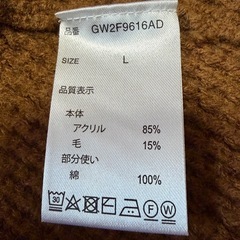 品番 GW2F9616AD
SIZE L
品質表示
本体
アクリル 85%
毛 15%
部分使い
綿 100%
30 F W